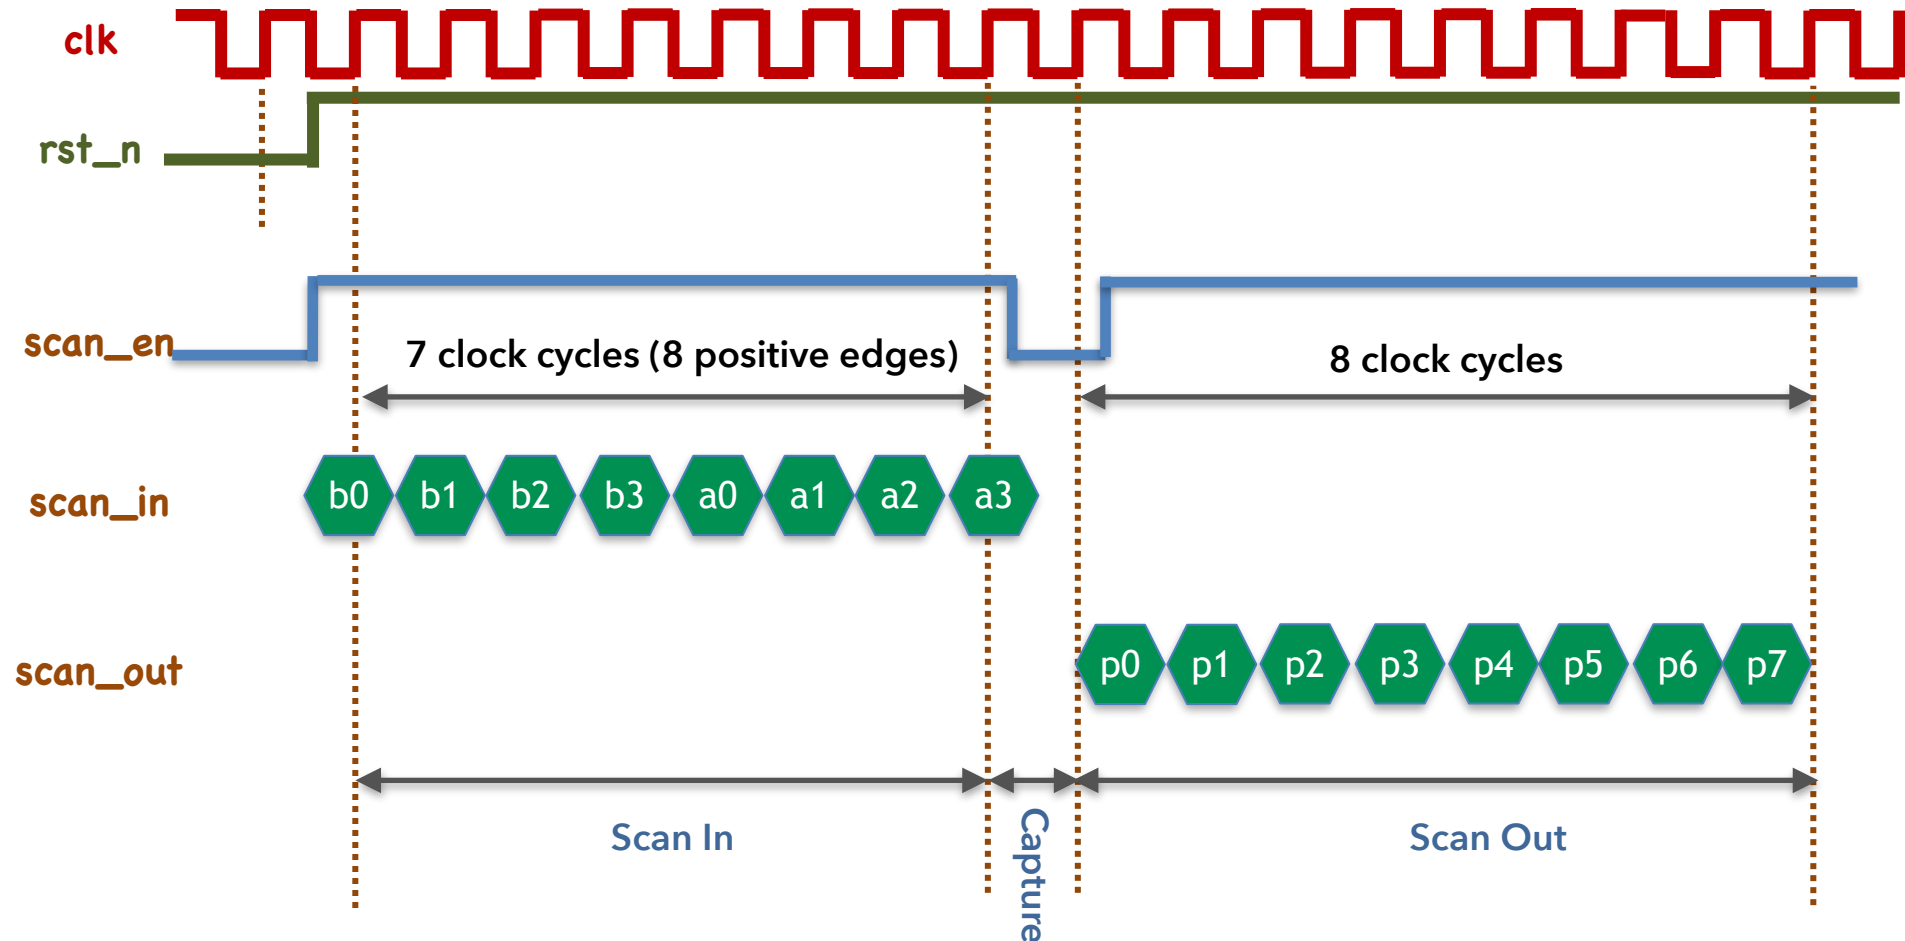 clk
rst_n
scan_en
7 clock cycles (8 positive edges)
8 clock cycles
scan_in
b0 b1 b2 b3 a0 a1 a2 a3
scan_out
p0 p1 p2 p3 p4 p5 p6 p7
Scan In
Capture
Scan Out